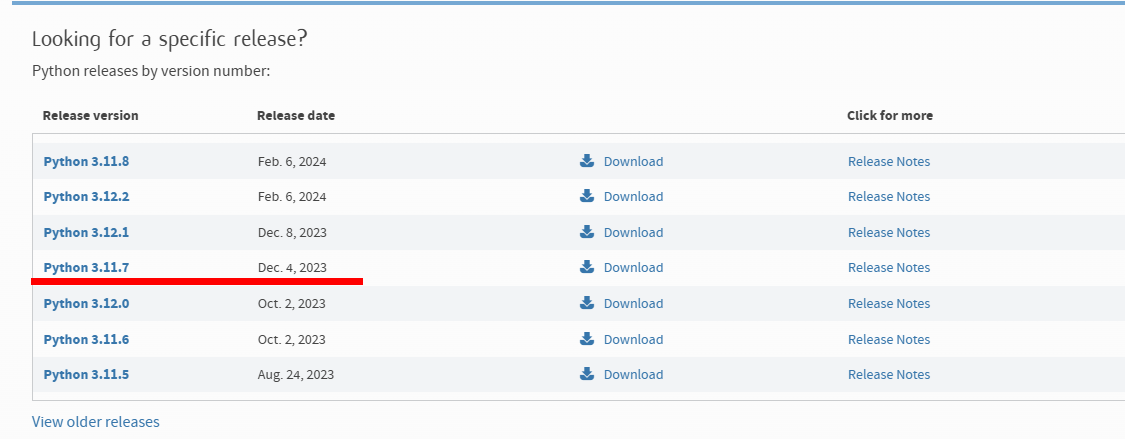 Looking for a specific release?
Python releases by version number:
Release version Release date Click for more
Python 3.11.8 Feb. 6, 2024 Download Release Notes
Python 3.12.2 Feb. 6, 2024 Download Release Notes
Python 3.12.1 Dec. 8, 2023 Download Release Notes
Python 3.11.7 Dec. 4, 2023 Download Release Notes
Python 3.12.0 Oct. 2, 2023 Download Release Notes
Python 3.11.6 Oct. 2, 2023 Download Release Notes
Python 3.11.5 Aug. 24, 2023 Download Release Notes
View older releases